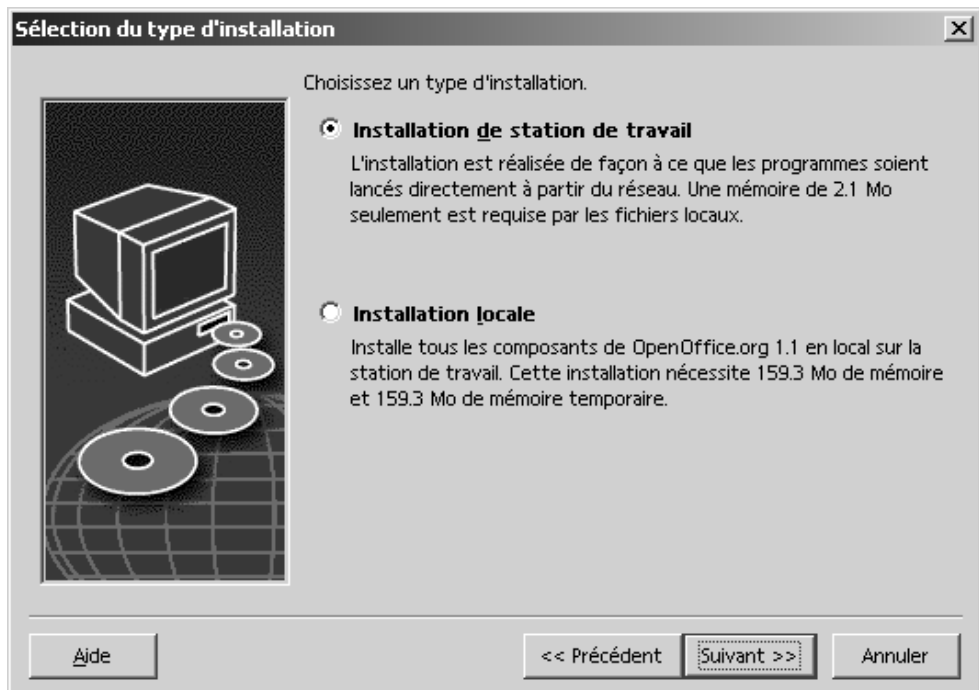 Sélection du type d'installation
Choisissez un type d'installation.
Installation de station de travail
L'installation est réalisée de façon à ce que les programmes soient
lancés directement à partir du réseau. Une mémoire de 2.1 Mo
seulement est requise par les fichiers locaux.
Installation locale
Installe tous les composants de OpenOffice.org 1.1 en local sur la
station de travail. Cette installation nécessite 159.3 Mo de mémoire
et 159.3 Mo de mémoire temporaire.
Aide
<< Précédent
Suivant >>
Annuler